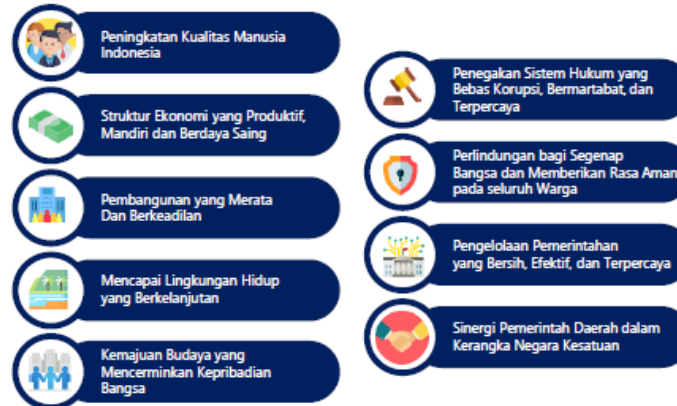 Peningkatan Kualitas Manusia
Indonesia
Struktur Ekonomi yang Produktif,
Mandiri dan Berdaya Saing
Pembangunan yang Merata
Dan Berkeadilan
Mencapai Lingkungan Hidup
yang Berkelanjutan
Kemajuan Budaya yang
Mencerminkan Kepribadian
Bangsa
Penegakan Sistem Hukum yang
Bebas Korupsi, Bermartabat, dan
Terpercaya
Perlindungan bagi Segenap
Bangsa dan Memberikan Rasa Aman
pada seluruh Warga
Pengelolaan Pemerintahan
yang Bersih, Efektif, dan Terpercaya
Sinergi Pemerintah Daerah dalam
Kerangka Negara Kesatuan